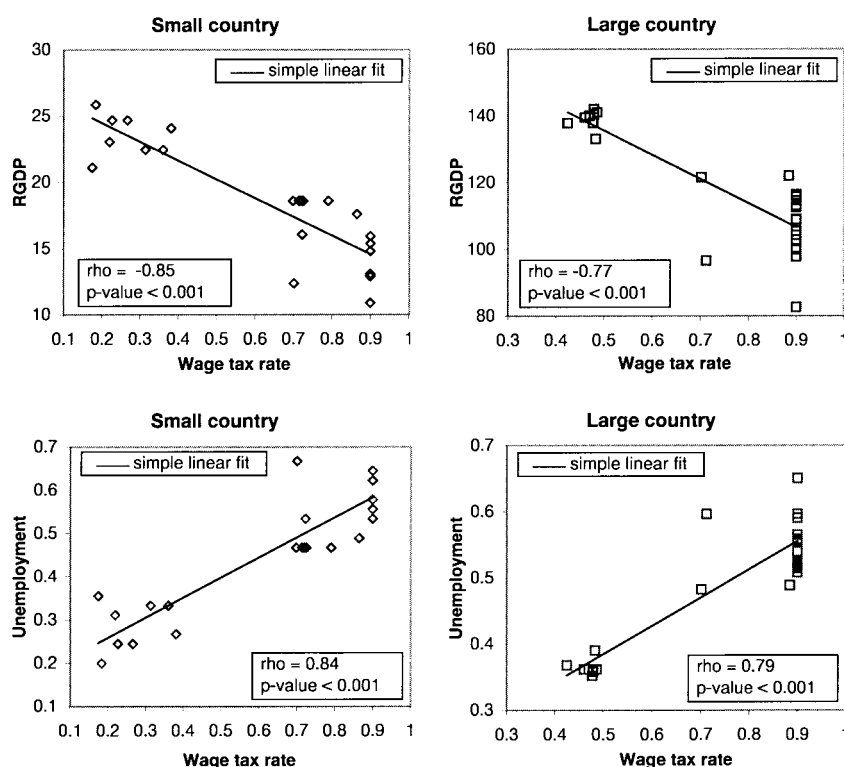 Small country
30
25
20
15
10
RGDP
simple linear fit
rho = -0.85
p-value < 0.001
0.1 0.2 0.3 0.4 0.5 0.6 0.7 0.8 0.9 1
Wage tax rate
Large country
160
140
120
100
80
RGDP
simple linear fit
rho = -0.77
p-value < 0.001
0.3 0.4 0.5 0.6 0.7 0.8 0.9 1
Wage tax rate
Small country
0.7
0.6
0.5
0.4
0.3
0.2
0.1
Unemployment
simple linear fit
rho = 0.84
p-value < 0.001
0.1 0.2 0.3 0.4 0.5 0.6 0.7 0.8 0.9 1
Wage tax rate
Large country
0.7
0.6
0.5
0.4
0.3
Unemployment
simple linear fit
rho = 0.79
p-value < 0.001
0.3 0.4 0.5 0.6 0.7 0.8 0.9 1
Wage tax rate